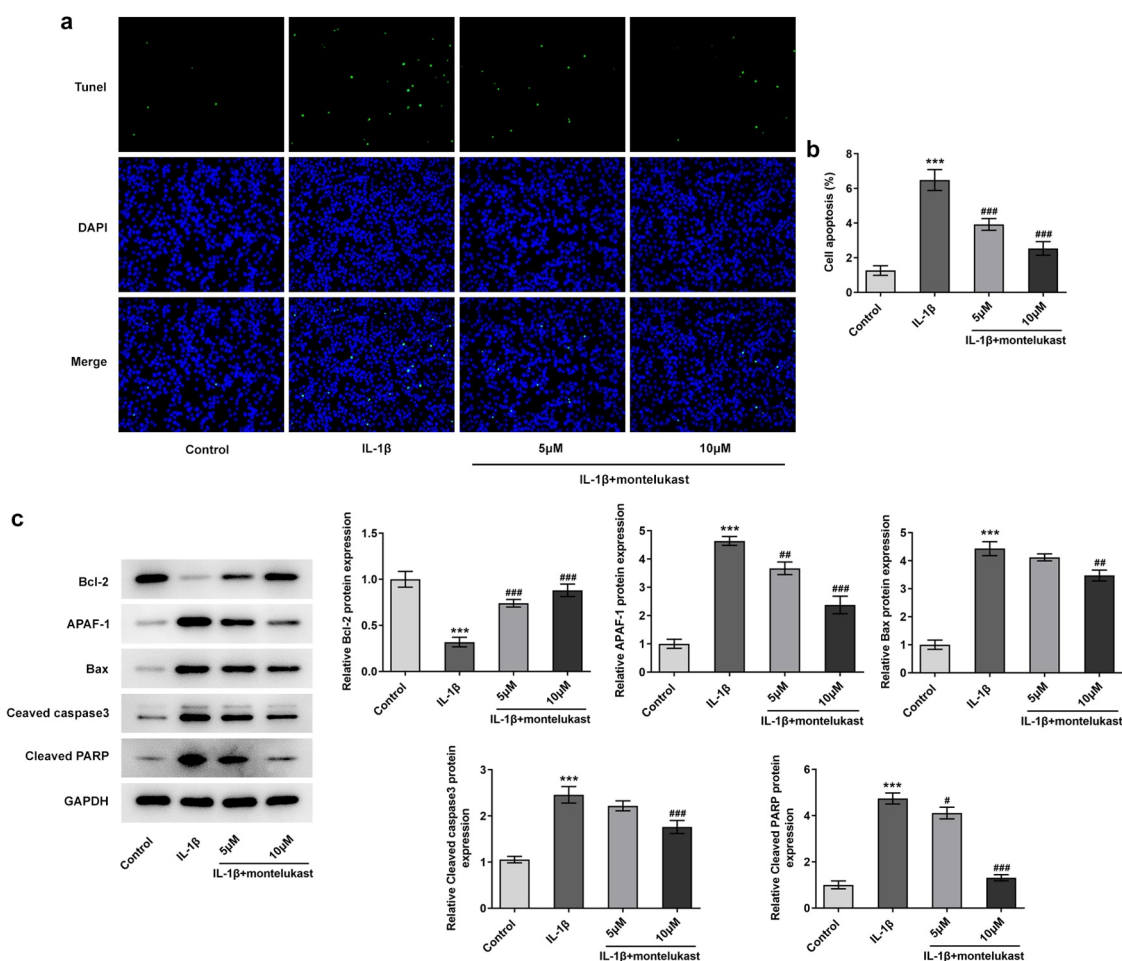 a
Tunel
DAPI
Merge
Control
IL-1β
5μM
10μM
IL-1β+montelukast
b
Cell apoptosis (%)
8
6
4
2
0
***
###
###
Control
IL-1β
5μM
10μM
IL-1β+montelukast
c
Bcl-2
APAF-1
Bax
Ceaved caspase3
Cleaved PARP
GAPDH
Control
IL-1β
5μM
10μM
IL-1β+montelukast
Relative Bcl-2 protein expression
1.5
1.0
0.5
0.0
***
###
###
Control
IL-1β
5μM
10μM
IL-1β+montelukast
Relative APAF-1 protein expression
5
4
3
2
1
0
***
##
###
Control
IL-1β
5μM
10μM
IL-1β+montelukast
Relative Bax protein expression
6
4
2
0
***
##
Control
IL-1β
5μM
10μM
IL-1β+montelukast
Relative Cleaved caspase3 protein
expression
3
2
1
0
***
###
Control
IL-1β
5μM
10μM
IL-1β+montelukast
Relative Cleaved PARP protein
expression
6
4
2
0
***
#
###
Control
IL-1β
5μM
10μM
IL-1β+montelukast